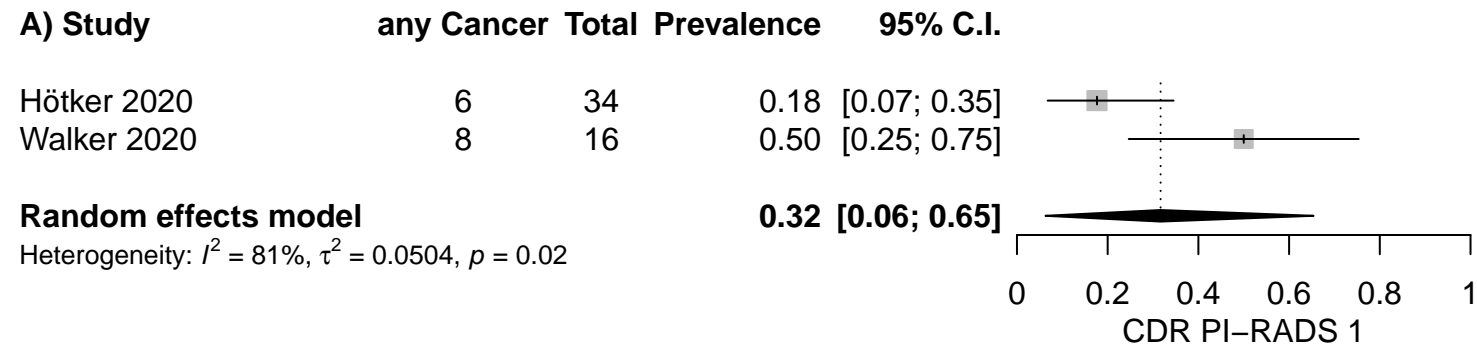 A) Study any Cancer Total Prevalence 95% C.I.
Hötker 2020 6 34 0.18 [0.07; 0.35]
Walker 2020 8 16 0.50 [0.25; 0.75]
Random effects model 0.32 [0.06; 0.65]
Heterogeneity: I² = 81%, τ² = 0.0504, p = 0.02
0 0.2 0.4 0.6 0.8 1
CDR PI−RADS 1